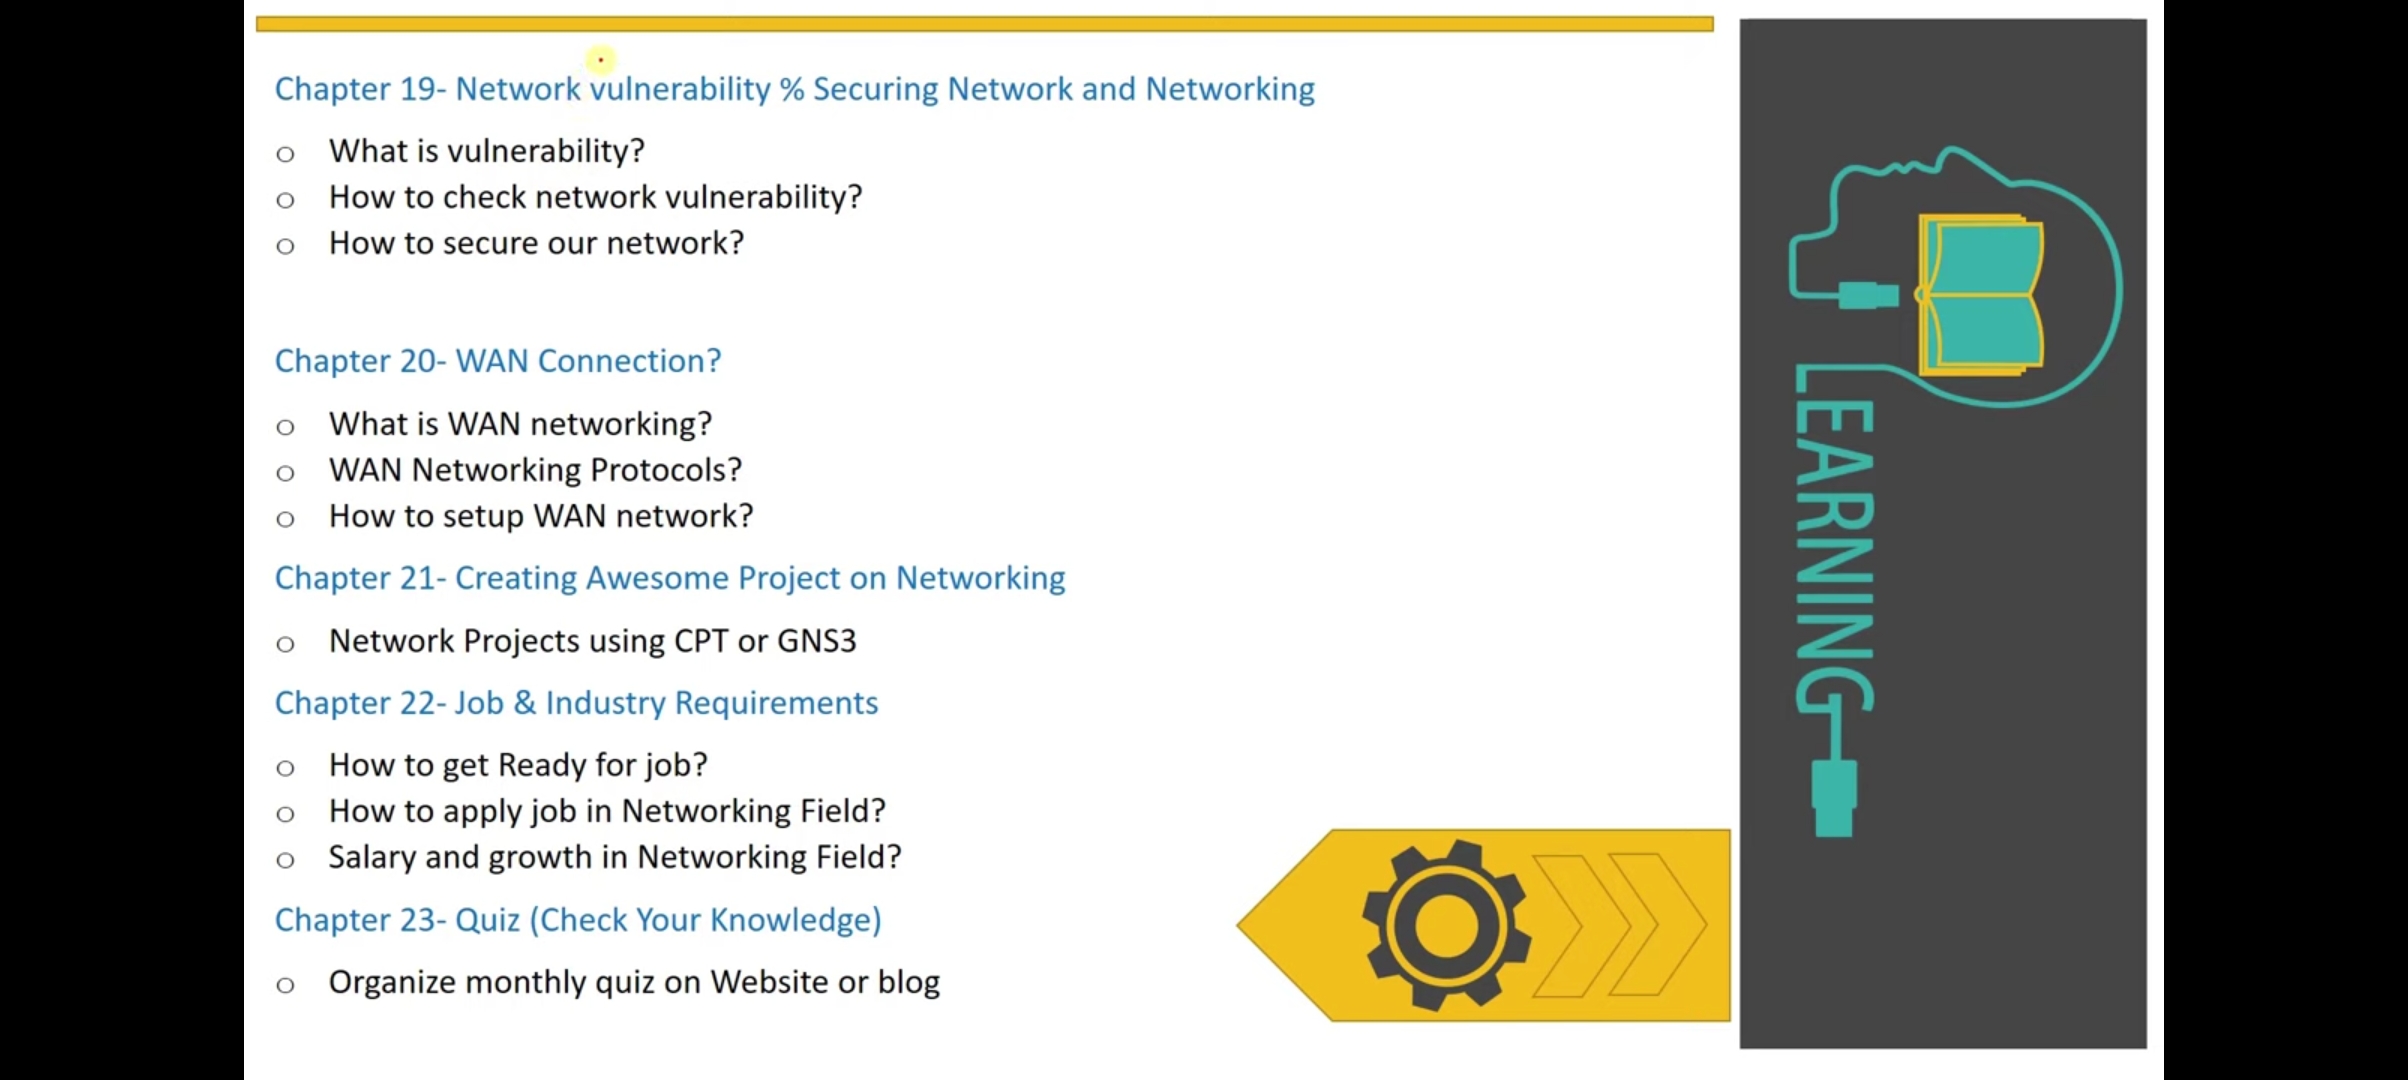 Chapter 19- Network vulnerability % Securing Network and Networking
o What is vulnerability?
o How to check network vulnerability?
o How to secure our network?
Chapter 20- WAN Connection?
o What is WAN networking?
o WAN Networking Protocols?
o How to setup WAN network?
Chapter 21- Creating Awesome Project on Networking
o Network Projects using CPT or GNS3
Chapter 22- Job & Industry Requirements
o How to get Ready for job?
o How to apply job in Networking Field?
o Salary and growth in Networking Field?
Chapter 23- Quiz (Check Your Knowledge)
o Organize monthly quiz on Website or blog
LEARNING